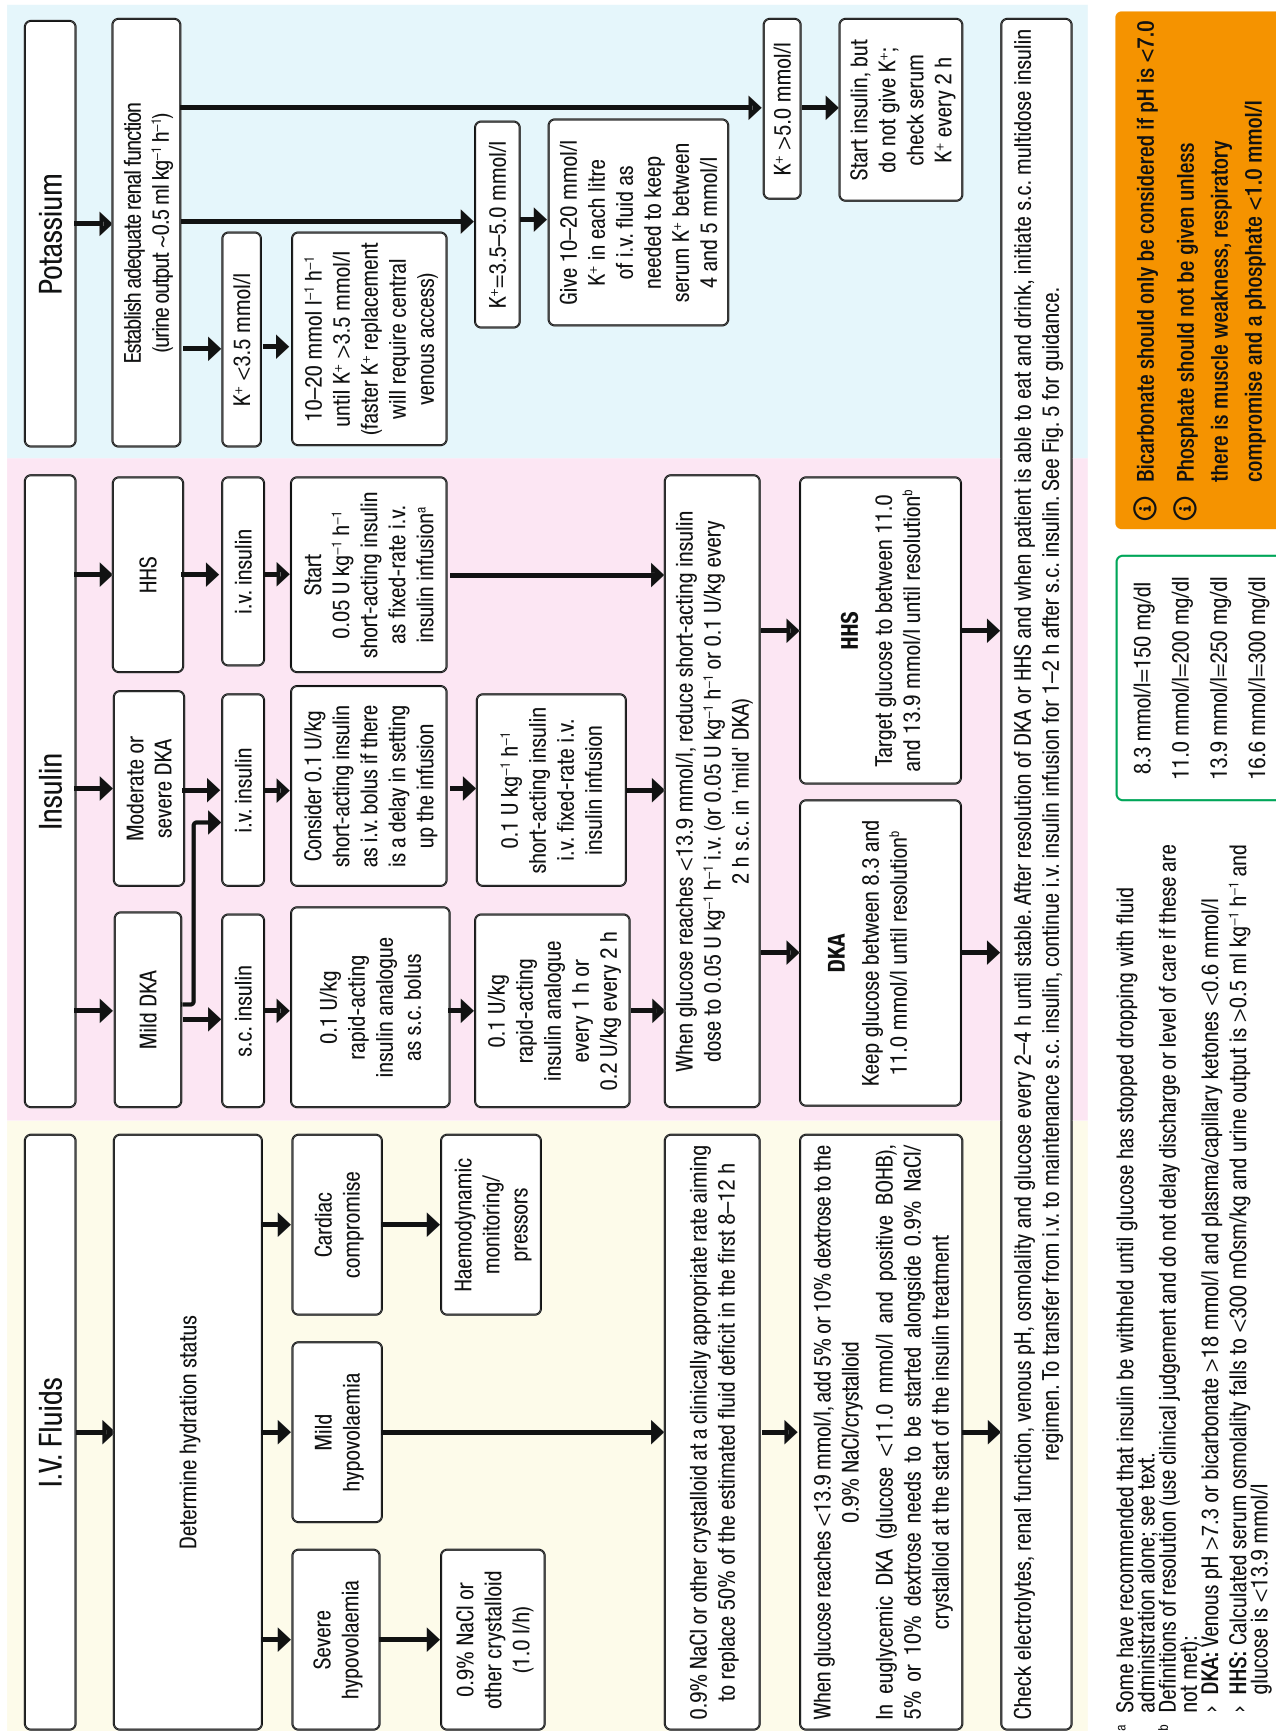 I.V. Fluids
Determine hydration status
Severe
hypovolaemia
0.9% NaCl or
other crystalloid
(1.0 l/h)
Mild
hypovolaemia
Cardiac
compromise
Haemodynamic
monitoring/
pressors
0.9% NaCl or other crystalloid at a clinically appropriate rate aiming
to replace 50% of the estimated fluid deficit in the first 8–12 h
When glucose reaches <13.9 mmol/l, add 5% or 10% dextrose to the
0.9% NaCl/crystalloid
In euglycemic DKA (glucose <11.0 mmol/l and positive BOHB),
5% or 10% dextrose needs to be started alongside 0.9% NaCl/
crystalloid at the start of the insulin treatment
Insulin
Mild DKA
s.c. insulin
0.1 U/kg
rapid-acting
insulin analogue
as s.c. bolus
0.1 U/kg
rapid-acting
insulin analogue
every 1 h or
0.2 U/kg every 2 h
Moderate or
severe DKA
i.v. insulin
Consider 0.1 U/kg
short-acting insulin
as i.v. bolus if there
is a delay in setting
up the infusion
0.1 U kg⁻¹ h⁻¹
short-acting insulin
i.v. fixed-rate i.v.
insulin infusion
HHS
i.v. insulin
Start
0.05 U kg⁻¹ h⁻¹
short-acting insulin
as fixed-rate i.v.
insulin infusionᵃ
When glucose reaches <13.9 mmol/l, reduce short-acting insulin
dose to 0.05 U kg⁻¹ h⁻¹ i.v. (or 0.05 U kg⁻¹ h⁻¹ or 0.1 U/kg every
2 h s.c. in 'mild' DKA)
DKA
Keep glucose between 8.3 and
11.0 mmol/l until resolutionᵇ
HHS
Target glucose to between 11.0
and 13.9 mmol/l until resolutionᵇ
Potassium
Establish adequate renal function
(urine output ~0.5 ml kg⁻¹ h⁻¹)
K⁺ <3.5 mmol/l
10–20 mmol l⁻¹ h⁻¹
until K⁺ >3.5 mmol/l
(faster K⁺ replacement
will require central
venous access)
K⁺=3.5–5.0 mmol/l
Give 10–20 mmol/l
K⁺ in each litre
of i.v. fluid as
needed to keep
serum K⁺ between
4 and 5 mmol/l
K⁺ >5.0 mmol/l
Start insulin, but
do not give K⁺;
check serum
K⁺ every 2 h
Check electrolytes, renal function, venous pH, osmolality and glucose every 2–4 h until stable. After resolution of DKA or HHS and when patient is able to eat and drink, initiate s.c. multidose insulin
regimen. To transfer from i.v. to maintenance s.c. insulin, continue i.v. insulin infusion for 1–2 h after s.c. insulin. See Fig. 5 for guidance.
ᵃ Some have recommended that insulin be withheld until glucose has stopped dropping with fluid
administration alone; see text.
ᵇ Definitions of resolution (use clinical judgement and do not delay discharge or level of care if these are
not met):
› DKA: Venous pH >7.3 or bicarbonate >18 mmol/l and plasma/capillary ketones <0.6 mmol/l
› HHS: Calculated serum osmolality falls to <300 mOsm/kg and urine output is >0.5 ml kg⁻¹ h⁻¹ and
glucose is <13.9 mmol/l
8.3 mmol/l=150 mg/dl
11.0 mmol/l=200 mg/dl
13.9 mmol/l=250 mg/dl
16.6 mmol/l=300 mg/dl
Bicarbonate should only be considered if pH is <7.0
Phosphate should not be given unless
there is muscle weakness, respiratory
compromise and a phosphate <1.0 mmol/l